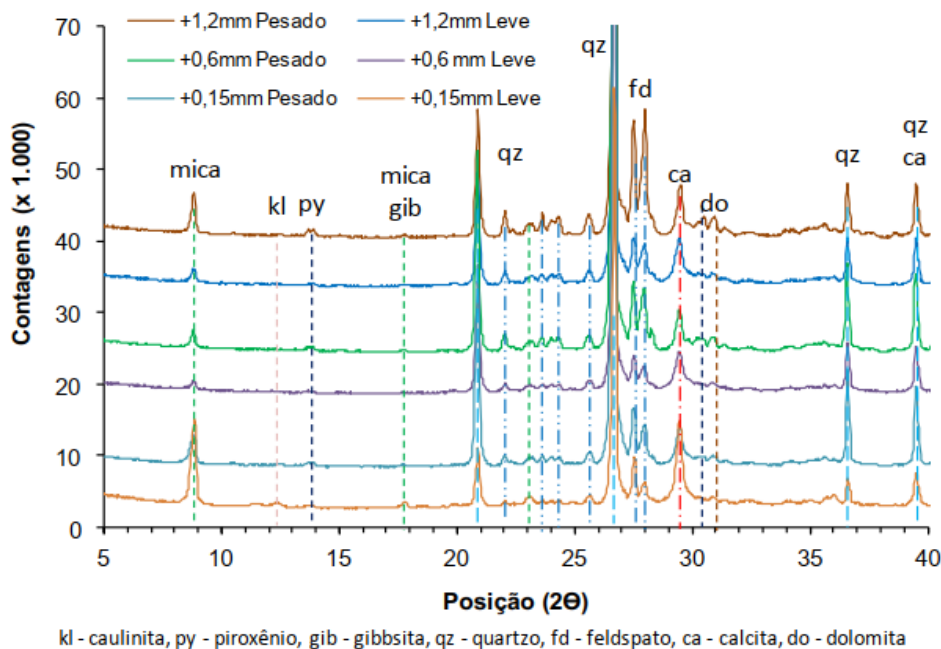 70
60
50
40
30
20
10
0
Contagens (x 1.000)
+1,2mm Pesado
+1,2mm Leve
+0,6mm Pesado
+0,6 mm Leve
+0,15mm Pesado
+0,15mm Leve
mica
kl
py
mica
gib
qz
qz
fd
ca
do
qz
qz
ca
5
10
15
20
25
30
35
40
Posição (2Ө)
kl - caulinita, py - piroxênio, gib - gibbsita, qz - quartzo, fd - feldspato, ca - calcita, do - dolomita